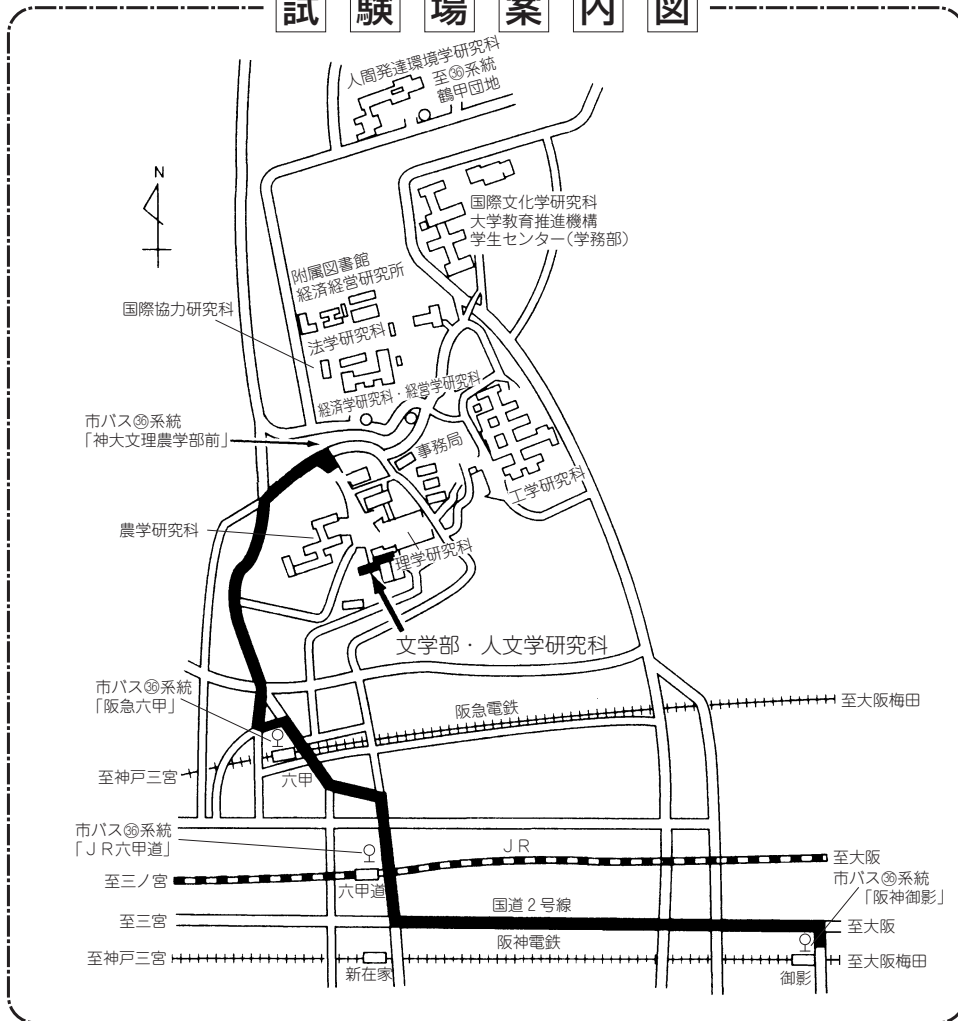 試験場案内図
人間発達環境学研究科
至㊱系統
鶴甲団地
N
国際文化学研究科
大学教育推進機構
学生センター(学務部)
附属図書館
経済経営研究所
国際協力研究科
法学研究科
経済学研究科・経営学研究科
市バス㊱系統
「神大文理農学部前」
事務局
工学研究科
農学研究科
理学研究科
文学部・人文学研究科
市バス㊱系統
「阪急六甲」
阪急電鉄
至大阪梅田
至神戸三宮
六甲
市バス㊱系統
「JR六甲道」
JR
至大阪
至三ノ宮
六甲道
市バス㊱系統
「阪神御影」
国道2号線
至三宮
至大阪
阪神電鉄
至神戸三宮
至大阪梅田
新在家
御影